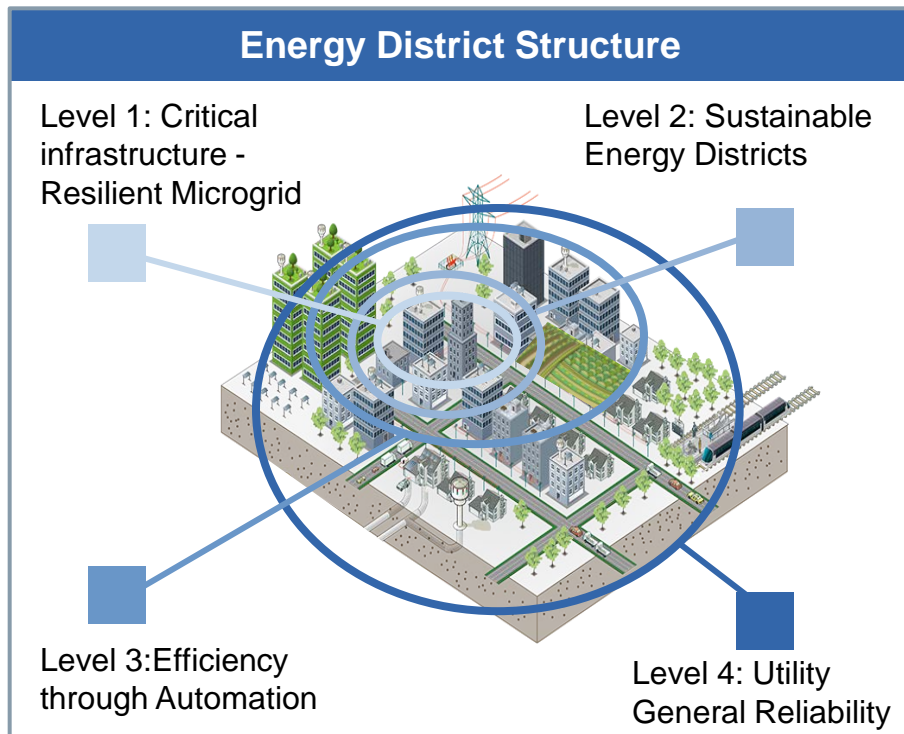 Energy District Structure
Level 1: Critical
infrastructure -
Resilient Microgrid
Level 2: Sustainable
Energy Districts
Level 3:Efficiency
through Automation
Level 4: Utility
General Reliability